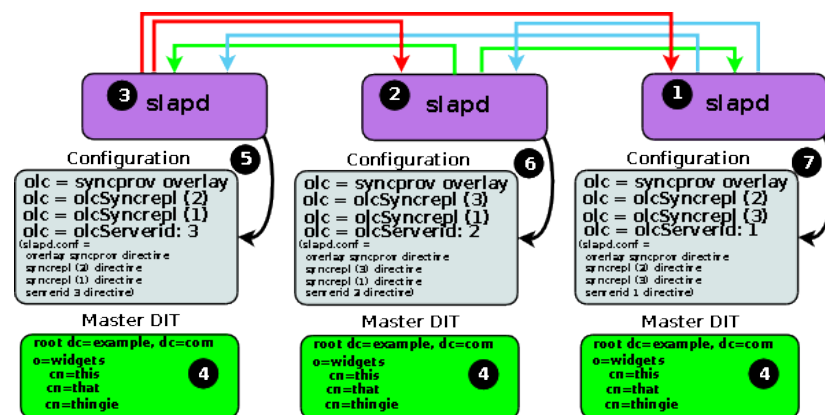 3 slapd
2 slapd
1 slapd
Configuration 5
olc = syncprov overlay
olc = olcSyncrepl (2)
olc = olcSyncrepl (1)
olc = olcServerid: 3
(slapd.conf =
overlay syncprov directive
syncrepl (2) directive
syncrepl (1) directive
serverid 3 directive)
Configuration 6
olc = syncprov overlay
olc = olcSyncrepl (3)
olc = olcSyncrepl (1)
olc = olcServerid: 2
(slapd.conf =
overlay syncprov directive
syncrepl (3) directive
syncrepl (1) directive
serverid 2 directive)
Configuration 7
olc = syncprov overlay
olc = olcSyncrepl (2)
olc = olcSyncrepl (3)
olc = olcServerid: 1
(slapd.conf =
overlay syncprov directive
syncrepl (2) directive
syncrepl (3) directive
serverid 1 directive)
Master DIT
root dc=example, dc=com
o=widgets
cn=this
cn=that
cn=thingie
4
Master DIT
root dc=example, dc=com
o=widgets
cn=this
cn=that
cn=thingie
4
Master DIT
root dc=example, dc=com
o=widgets
cn=this
cn=that
cn=thingie
4